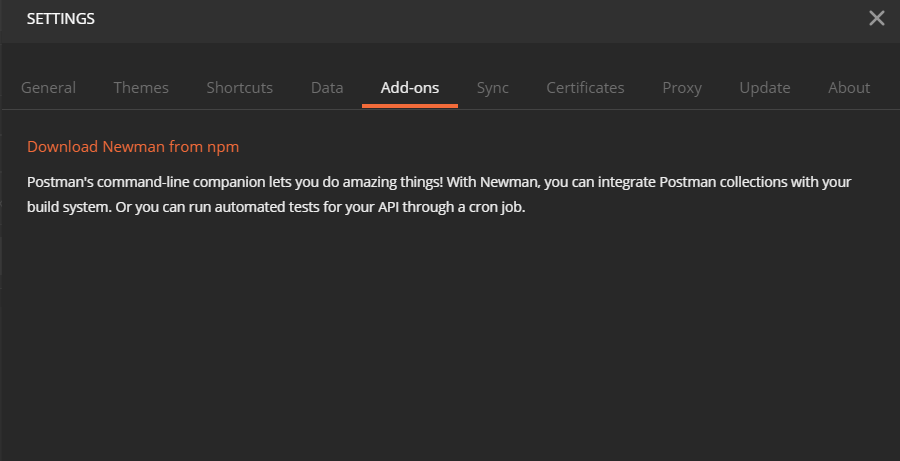 SETTINGS
General Themes Shortcuts Data Add-ons Sync Certificates Proxy Update About
Download Newman from npm
Postman's command-line companion lets you do amazing things! With Newman, you can integrate Postman collections with your
build system. Or you can run automated tests for your API through a cron job.